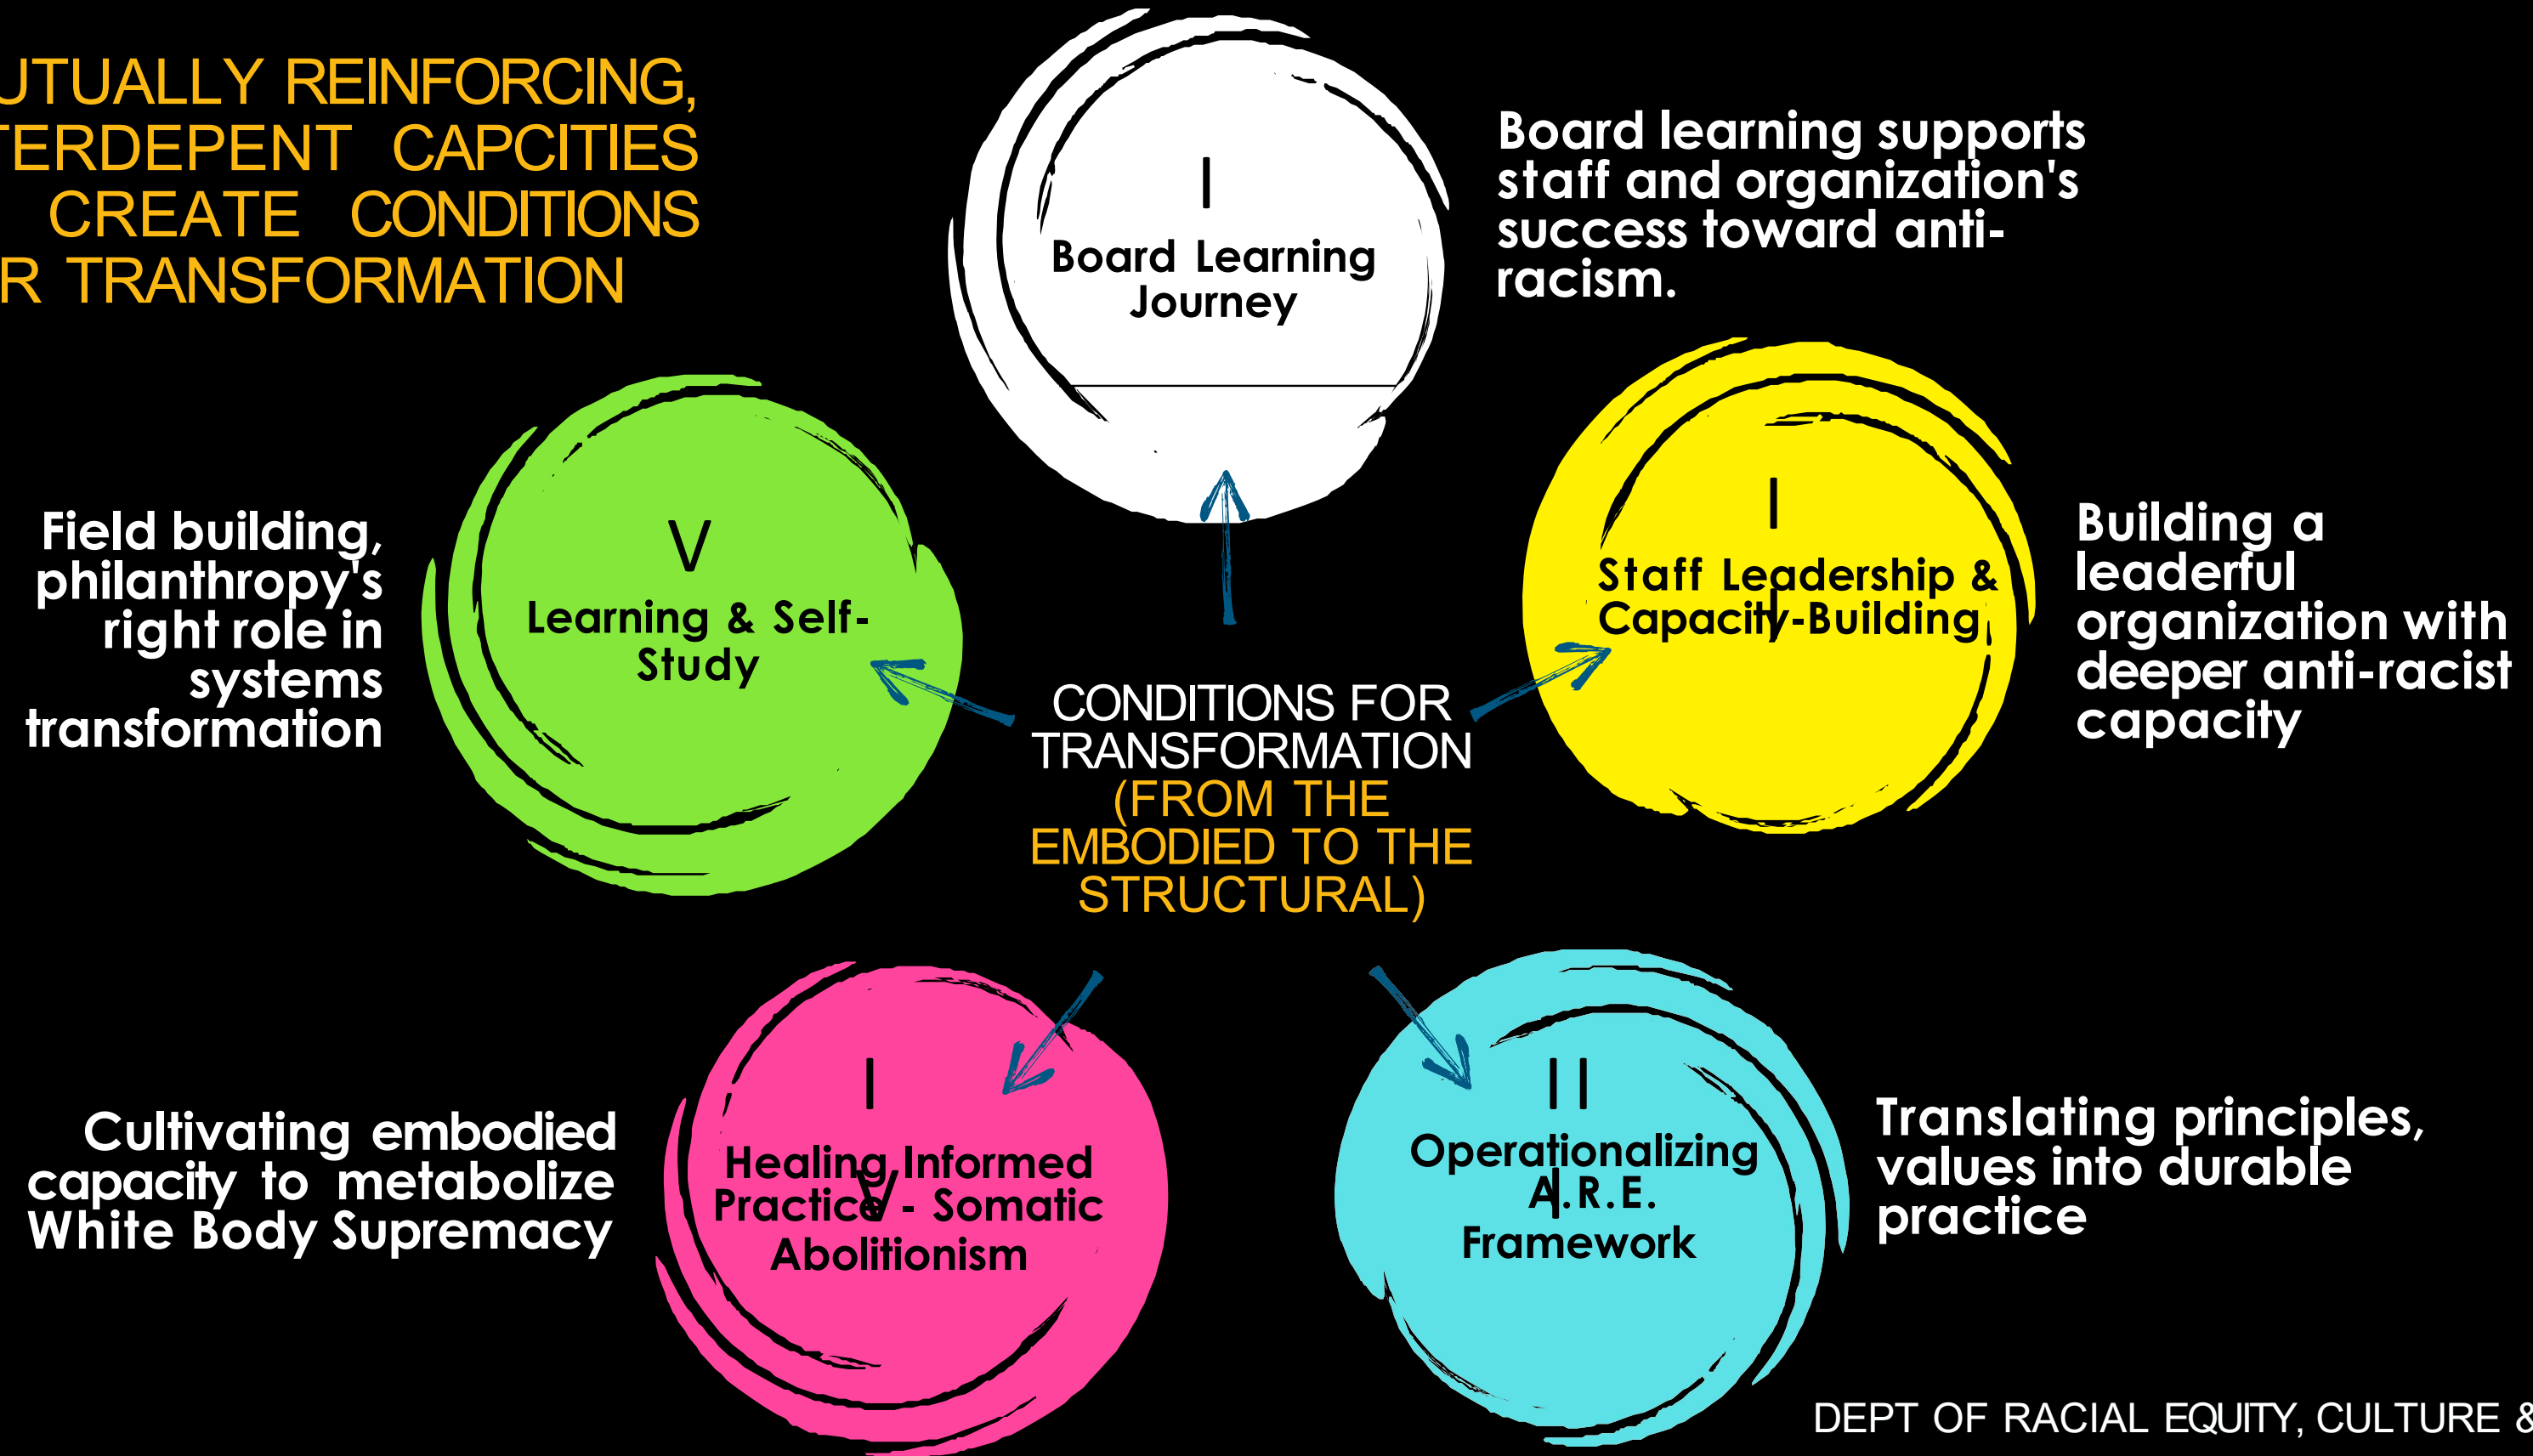 UTUALLY REINFORCING,
TERDEPENT CAPCITIES
CREATE CONDITIONS
R TRANSFORMATION
I
Board Learning
Journey
Board learning supports
staff and organization's
success toward anti-
racism.
I
I
Staff Leadership &
Capacity-Building
Building a
leaderful
organization with
deeper anti-racist
capacity
II
I
Operationalizing
A.R.E.
Framework
Translating principles,
values into durable
practice
I
V
Healing Informed
Practice - Somatic
Abolitionism
Cultivating embodied
capacity to metabolize
White Body Supremacy
V
Learning & Self-
Study
Field building,
philanthropy's
right role in
systems
transformation
CONDITIONS FOR
TRANSFORMATION
(FROM THE
EMBODIED TO THE
STRUCTURAL)
DEPT OF RACIAL EQUITY, CULTURE &